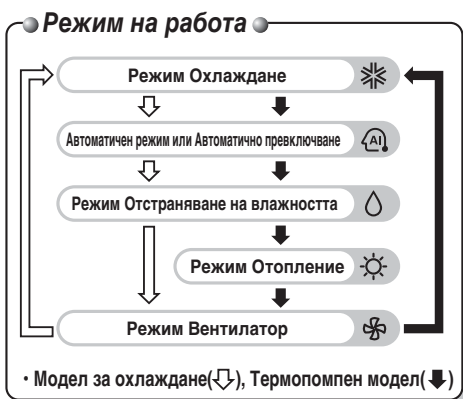 Режим на работа
Режим Охлаждане
Автоматичен режим или Автоматично превключване
AI
Режим Отстраняване на влажността
Режим Отопление
Режим Вентилатор
· Модел за охлаждане(⇩), Термопомпен модел(⬇)